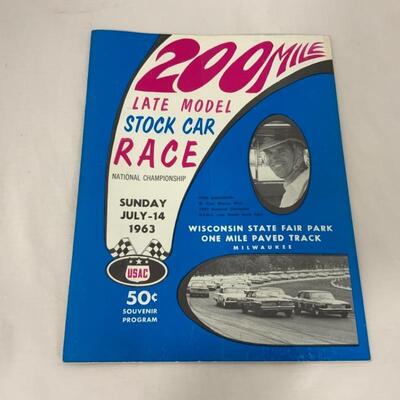 200 MILE
LATE MODEL
STOCK CAR
RACE
NATIONAL CHAMPIONSHIP
SUNDAY
JULY-14
1963
USAC
50¢
SOUVENIR
PROGRAM
WISCONSIN STATE FAIR PARK
ONE MILE PAVED TRACK
MILWAUKEE